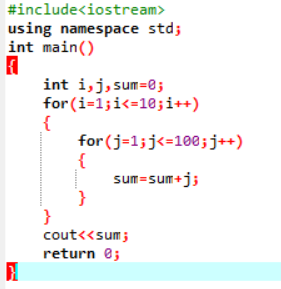 #include<iostream>
using namespace std;
int main()
{
    int i,j,sum=0;
    for(i=1;i<=10;i++)
    {
        for(j=1;j<=100;j++)
        {
            sum=sum+j;
        }
    }
    cout<<sum;
    return 0;
}